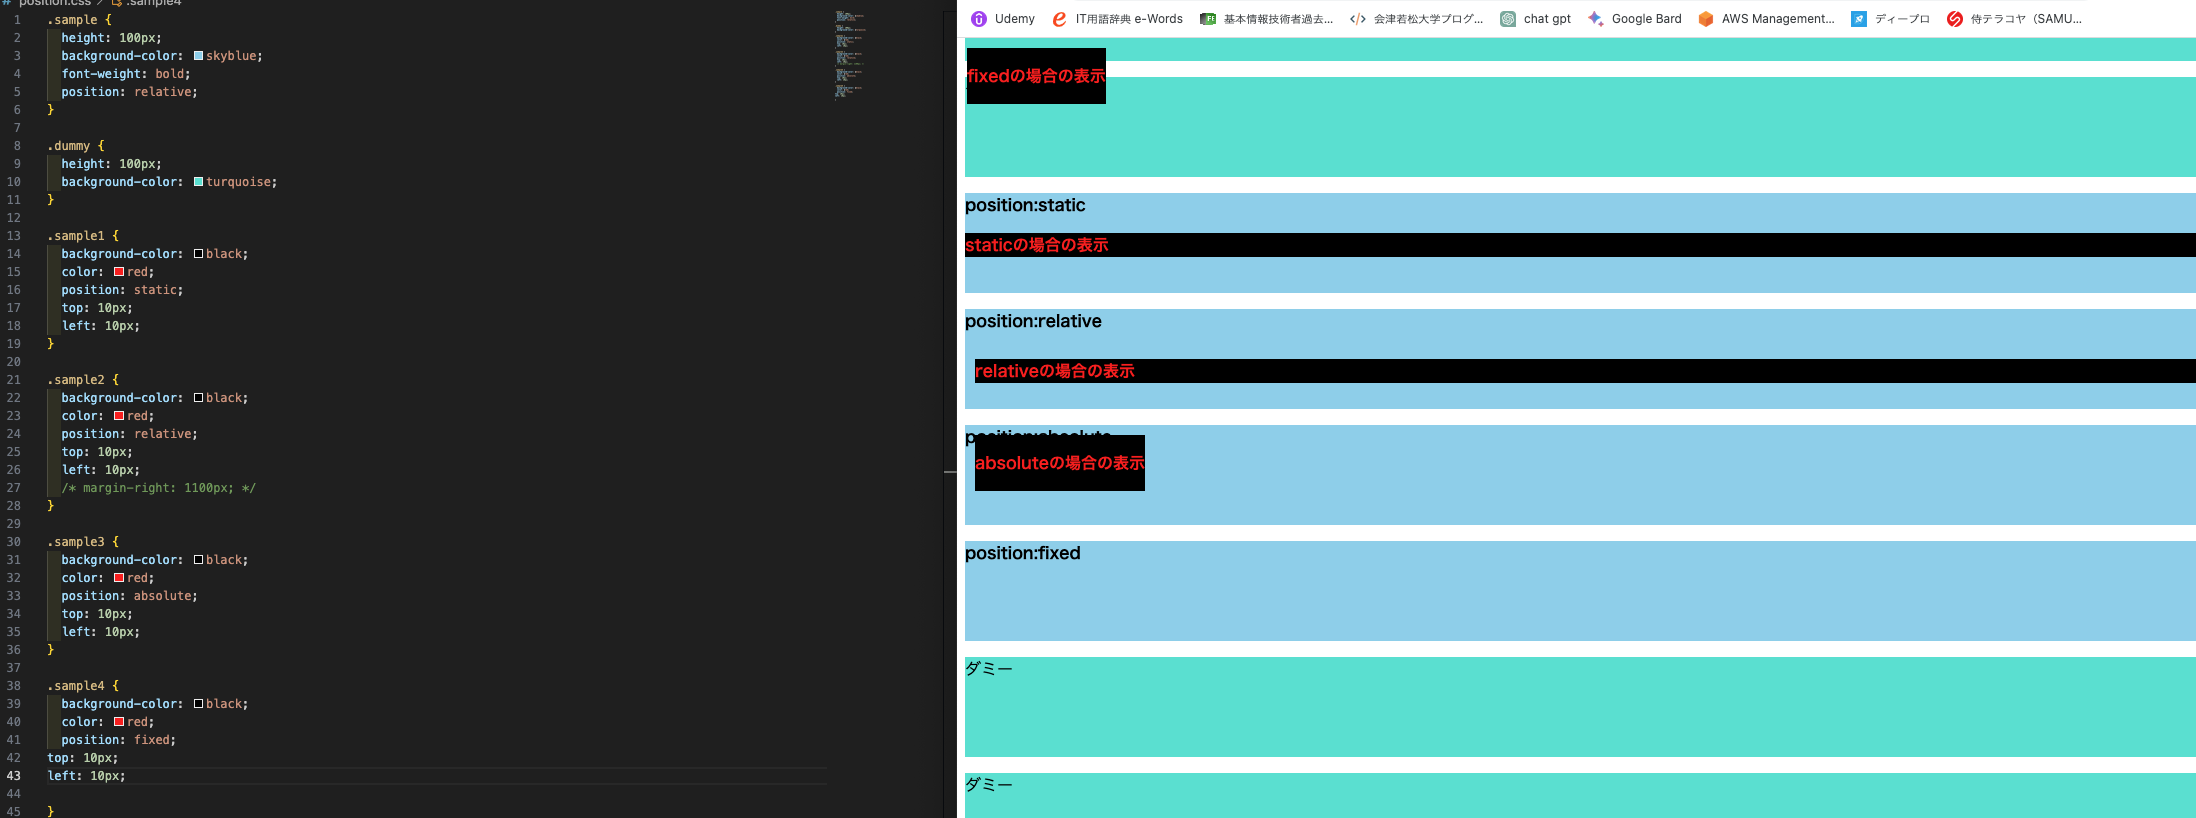 position.css > .sample4
1 .sample {
2 height: 100px;
3 background-color: skyblue;
4 font-weight: bold;
5 position: relative;
6 }
7
8 .dummy {
9 height: 100px;
10 background-color: turquoise;
11 }
12
13 .sample1 {
14 background-color: black;
15 color: red;
16 position: static;
17 top: 10px;
18 left: 10px;
19 }
20
21 .sample2 {
22 background-color: black;
23 color: red;
24 position: relative;
25 top: 10px;
26 left: 10px;
27 /* margin-right: 1100px; */
28 }
29
30 .sample3 {
31 background-color: black;
32 color: red;
33 position: absolute;
34 top: 10px;
35 left: 10px;
36 }
37
38 .sample4 {
39 background-color: black;
40 color: red;
41 position: fixed;
42 top: 10px;
43 left: 10px;
44
45 }
Udemy IT用語辞典 e-Words 基本情報技術者過去... 会津若松大学プログ... chat gpt Google Bard AWS Management... ディープロ 侍テラコヤ（SAMU...
fixedの場合の表示
position:static
staticの場合の表示
position:relative
relativeの場合の表示
position:absolute
absoluteの場合の表示
position:fixed
ダミー
ダミー